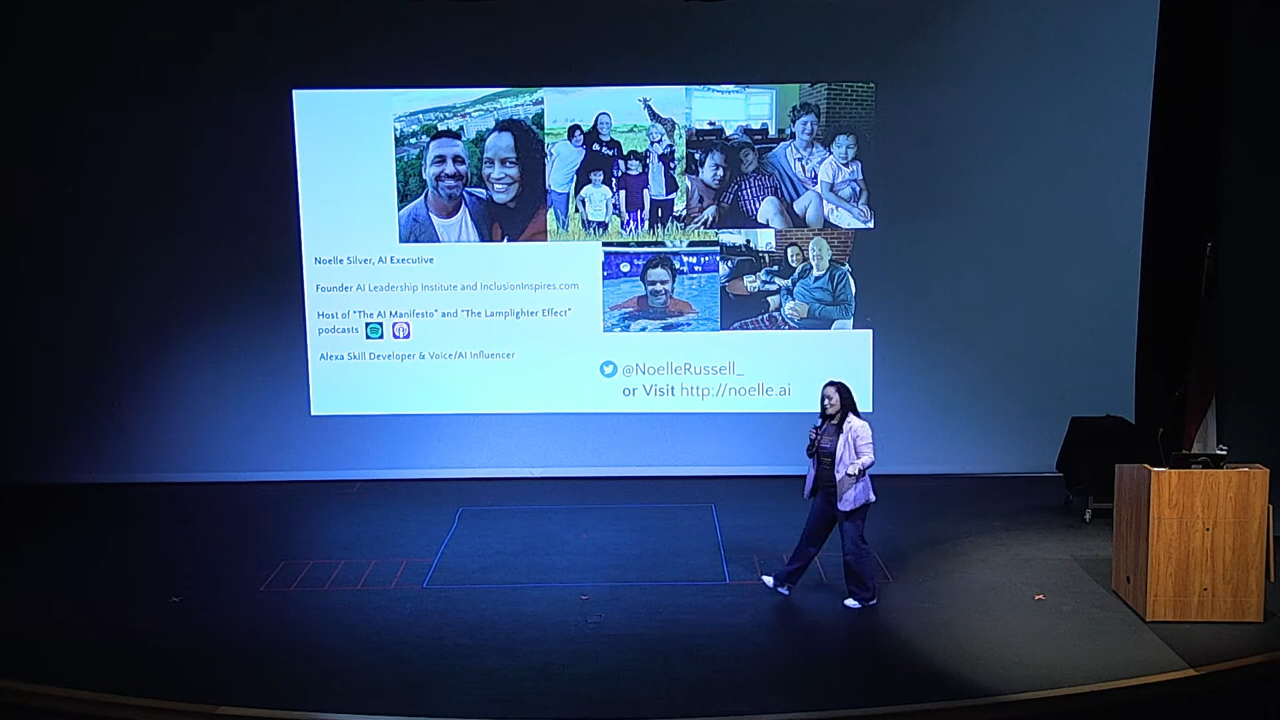 Noelle Silver, AI Executive
Founder AI Leadership Institute and InclusionInspires.com
Host of "The AI Manifesto" and "The Lamplighter Effect"
podcasts
Alexa Skill Developer & Voice/AI Influencer
@NoelleRussell_
or Visit http://noelle.ai